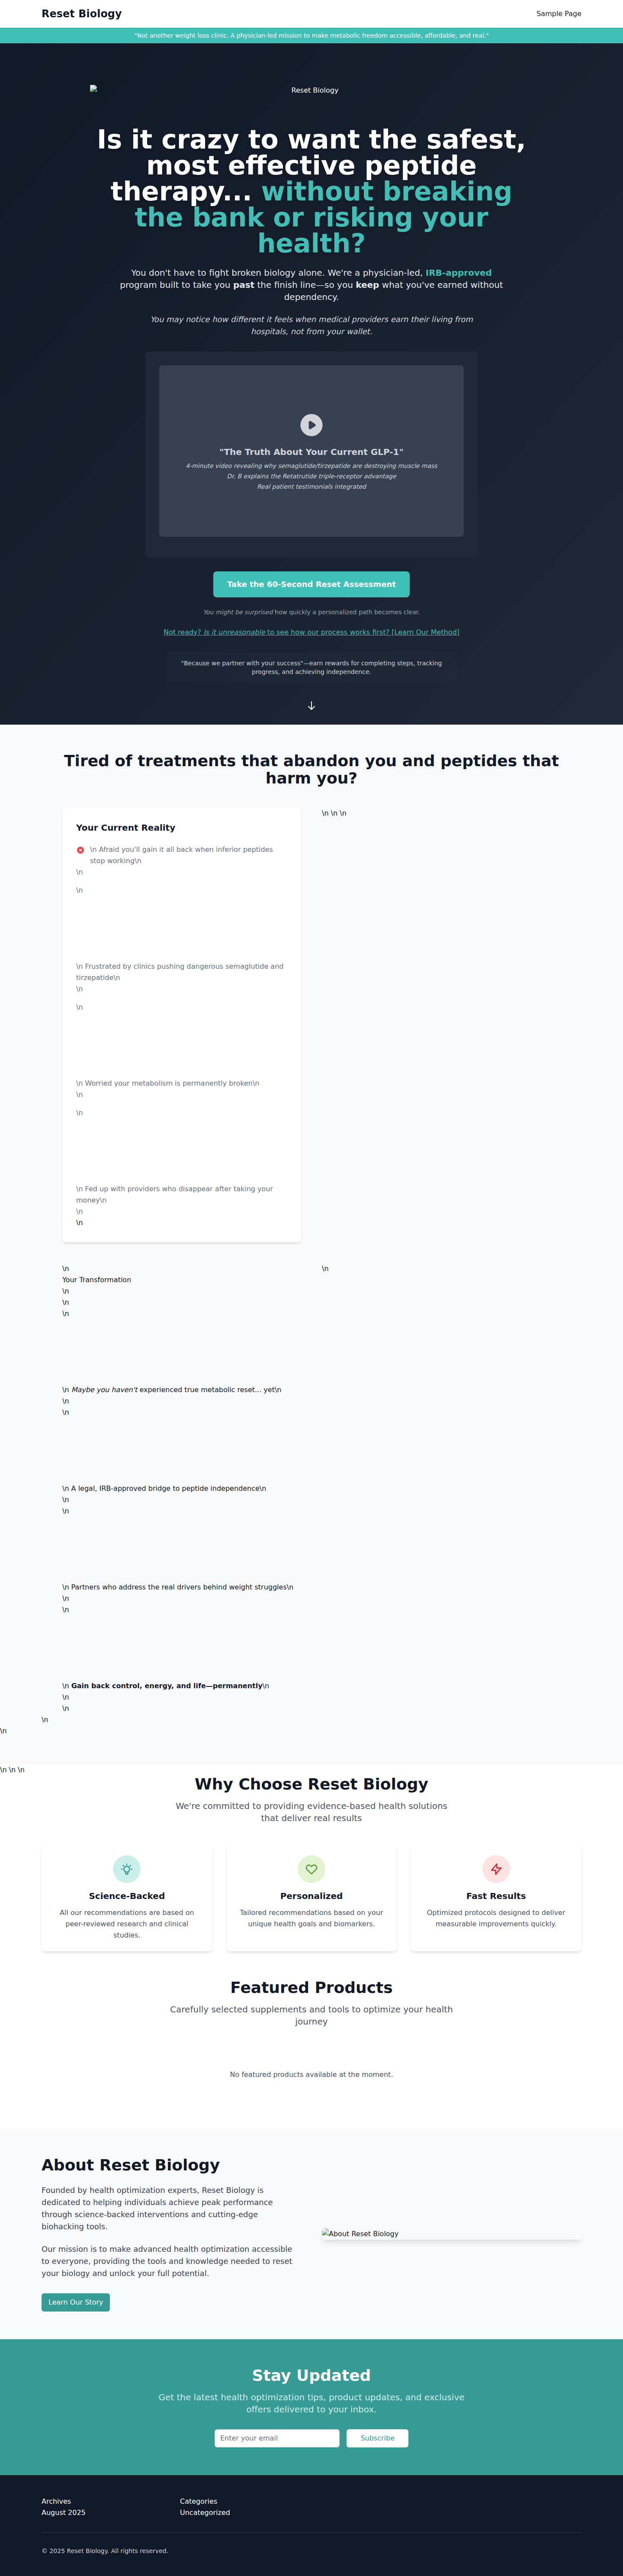 Reset Biology
Sample Page
"Not another weight loss clinic. A physician-led mission to make metabolic freedom accessible, affordable, and real."
Reset Biology
Is it crazy to want the safest,
most effective peptide
therapy... without breaking
the bank or risking your
health?
You don't have to fight broken biology alone. We're a physician-led, IRB-approved
program built to take you past the finish line—so you keep what you've earned without
dependency.
You may notice how different it feels when medical providers earn their living from
hospitals, not from your wallet.
"The Truth About Your Current GLP-1"
4-minute video revealing why semaglutide/tirzepatide are destroying muscle mass
Dr. B explains the Retatrutide triple-receptor advantage
Real patient testimonials integrated
Take the 60-Second Reset Assessment
You might be surprised how quickly a personalized path becomes clear.
Not ready? Is it unreasonable to see how our process works first? [Learn Our Method]
"Because we partner with your success"—earn rewards for completing steps, tracking
progress, and achieving independence.
Tired of treatments that abandon you and peptides that
harm you?
Your Current Reality
\n Afraid you'll gain it all back when inferior peptides
stop working\n
\n
\n
\n Frustrated by clinics pushing dangerous semaglutide and
tirzepatide\n
\n
\n
\n Worried your metabolism is permanently broken\n
\n
\n
\n Fed up with providers who disappear after taking your
money\n
\n
\n
\n \n \n
\n
Your Transformation
\n
\n
\n
\n Maybe you haven't experienced true metabolic reset... yet\n
\n
\n
\n A legal, IRB-approved bridge to peptide independence\n
\n
\n
\n Partners who address the real drivers behind weight struggles\n
\n
\n
\n Gain back control, energy, and life—permanently\n
\n
\n
\n
\n
\n
\n \n \n
Why Choose Reset Biology
We're committed to providing evidence-based health solutions
that deliver real results
Science-Backed
All our recommendations are based on
peer-reviewed research and clinical
studies.
Personalized
Tailored recommendations based on your
unique health goals and biomarkers.
Fast Results
Optimized protocols designed to deliver
measurable improvements quickly.
Featured Products
Carefully selected supplements and tools to optimize your health
journey
No featured products available at the moment.
About Reset Biology
Founded by health optimization experts, Reset Biology is
dedicated to helping individuals achieve peak performance
through science-backed interventions and cutting-edge
biohacking tools.
Our mission is to make advanced health optimization accessible
to everyone, providing the tools and knowledge needed to reset
your biology and unlock your full potential.
Learn Our Story
About Reset Biology
Stay Updated
Get the latest health optimization tips, product updates, and exclusive
offers delivered to your inbox.
Enter your email
Subscribe
Archives
August 2025
Categories
Uncategorized
© 2025 Reset Biology. All rights reserved.